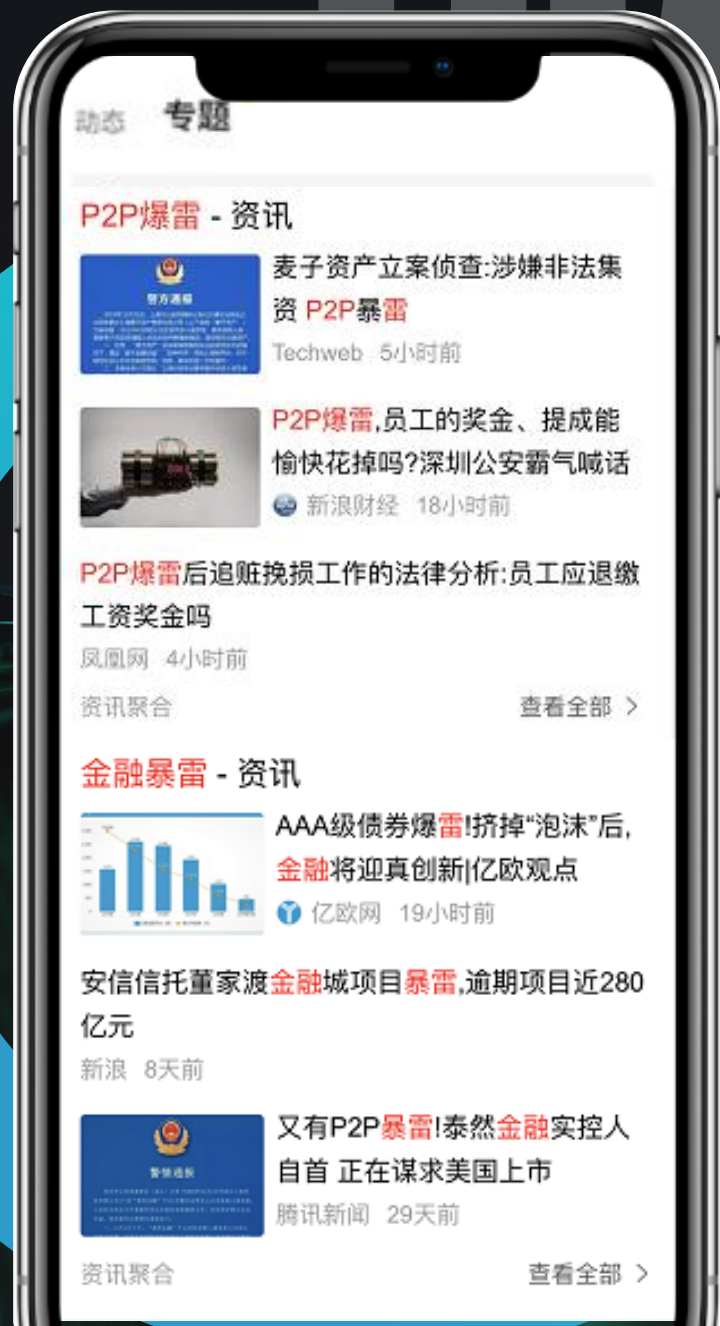 动态 专题
P2P爆雷 - 资讯
警方通报
麦子资产立案侦查:涉嫌非法集
资 P2P暴雷
Techweb 5小时前
P2P爆雷,员工的奖金、提成能
愉快花掉吗?深圳公安霸气喊话
新浪财经 18小时前
P2P爆雷后追赃挽损工作的法律分析:员工应退缴
工资奖金吗
凤凰网 4小时前
资讯聚合 查看全部 >
金融暴雷 - 资讯
AAA级债券爆雷!挤掉“泡沫”后,
金融将迎真创新|亿欧观点
亿欧网 19小时前
安信信托董家渡金融城项目暴雷,逾期项目近280
亿元
新浪 8天前
警情通报
又有P2P暴雷!泰然金融实控人
自首 正在谋求美国上市
腾讯新闻 29天前
资讯聚合 查看全部 >